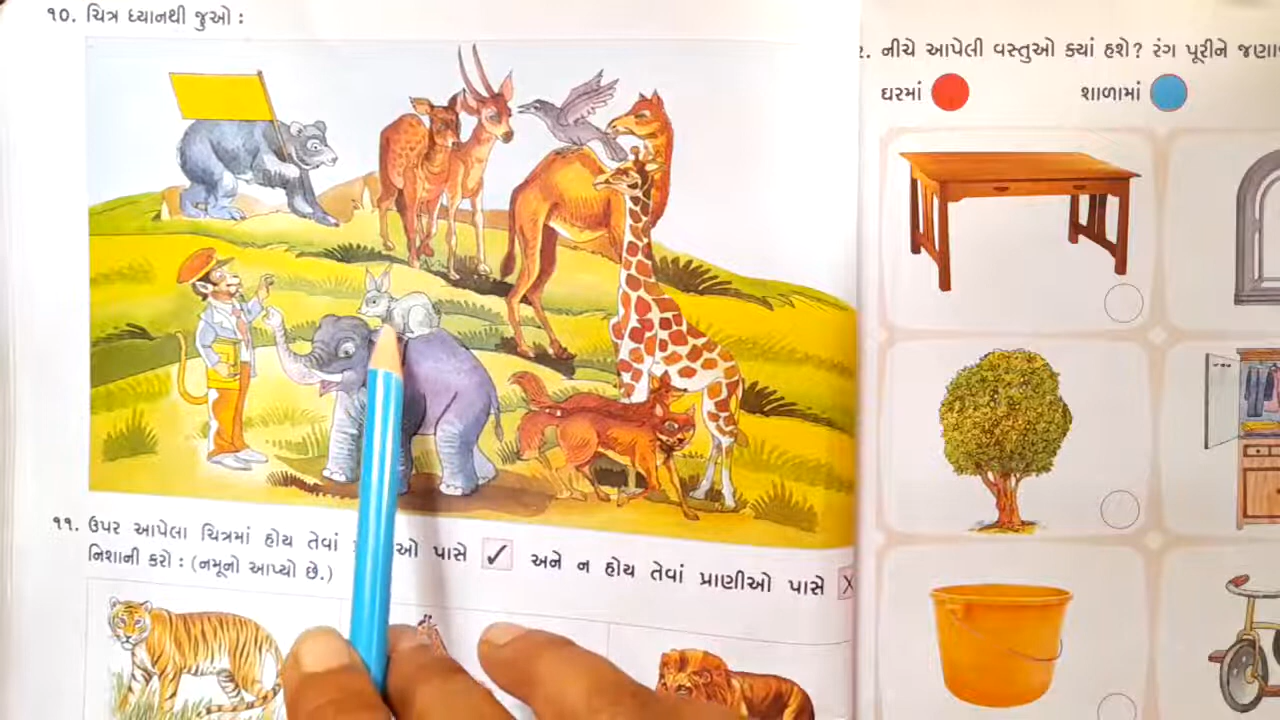 ૧૦. ચિત્ર ધ્યાનથી જુઓ :
૧૧. ઉપર આપેલા ચિત્રમાં હોય તેવાં પાસે ✓ અને ન હોય તેવાં પ્રાણીઓ પાસે X
નિશાની કરો : (નમૂનો આપ્યો છે.)
નીચે આપેલી વસ્તુઓ ક્યાં હશે? રંગ પૂરીને
ઘરમાં શાળામાં